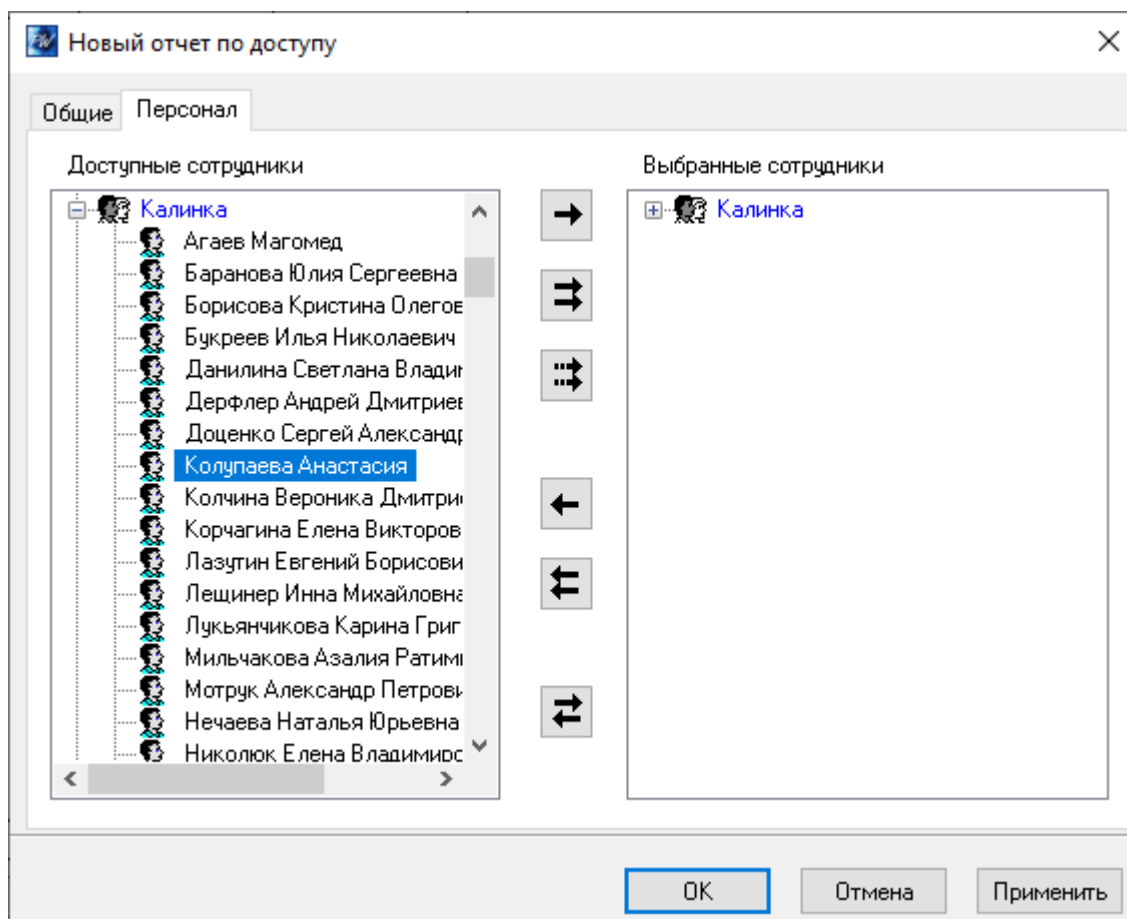 Новый отчет по доступу
Общие
Персонал
Доступные сотрудники
Калинка
Агаев Магомед
Баранова Юлия Сергеевна
Борисова Кристина Олегов
Букреев Илья Николаевич
Данилина Светлана Влади
Дерфлер Андрей Дмитриев
Доценко Сергей Александр
Колупаева Анастасия
Колчина Вероника Дмитри
Корчагина Елена Викторов
Лазутин Евгений Борисови
Лещинер Инна Михайловна
Лукьянчикова Карина Григ
Мильчакова Азалия Ратим
Мотрук Александр Петрови
Нечаева Наталья Юрьевна
Николюк Елена Владимиро
Выбранные сотрудники
Калинка
OK
Отмена
Применить